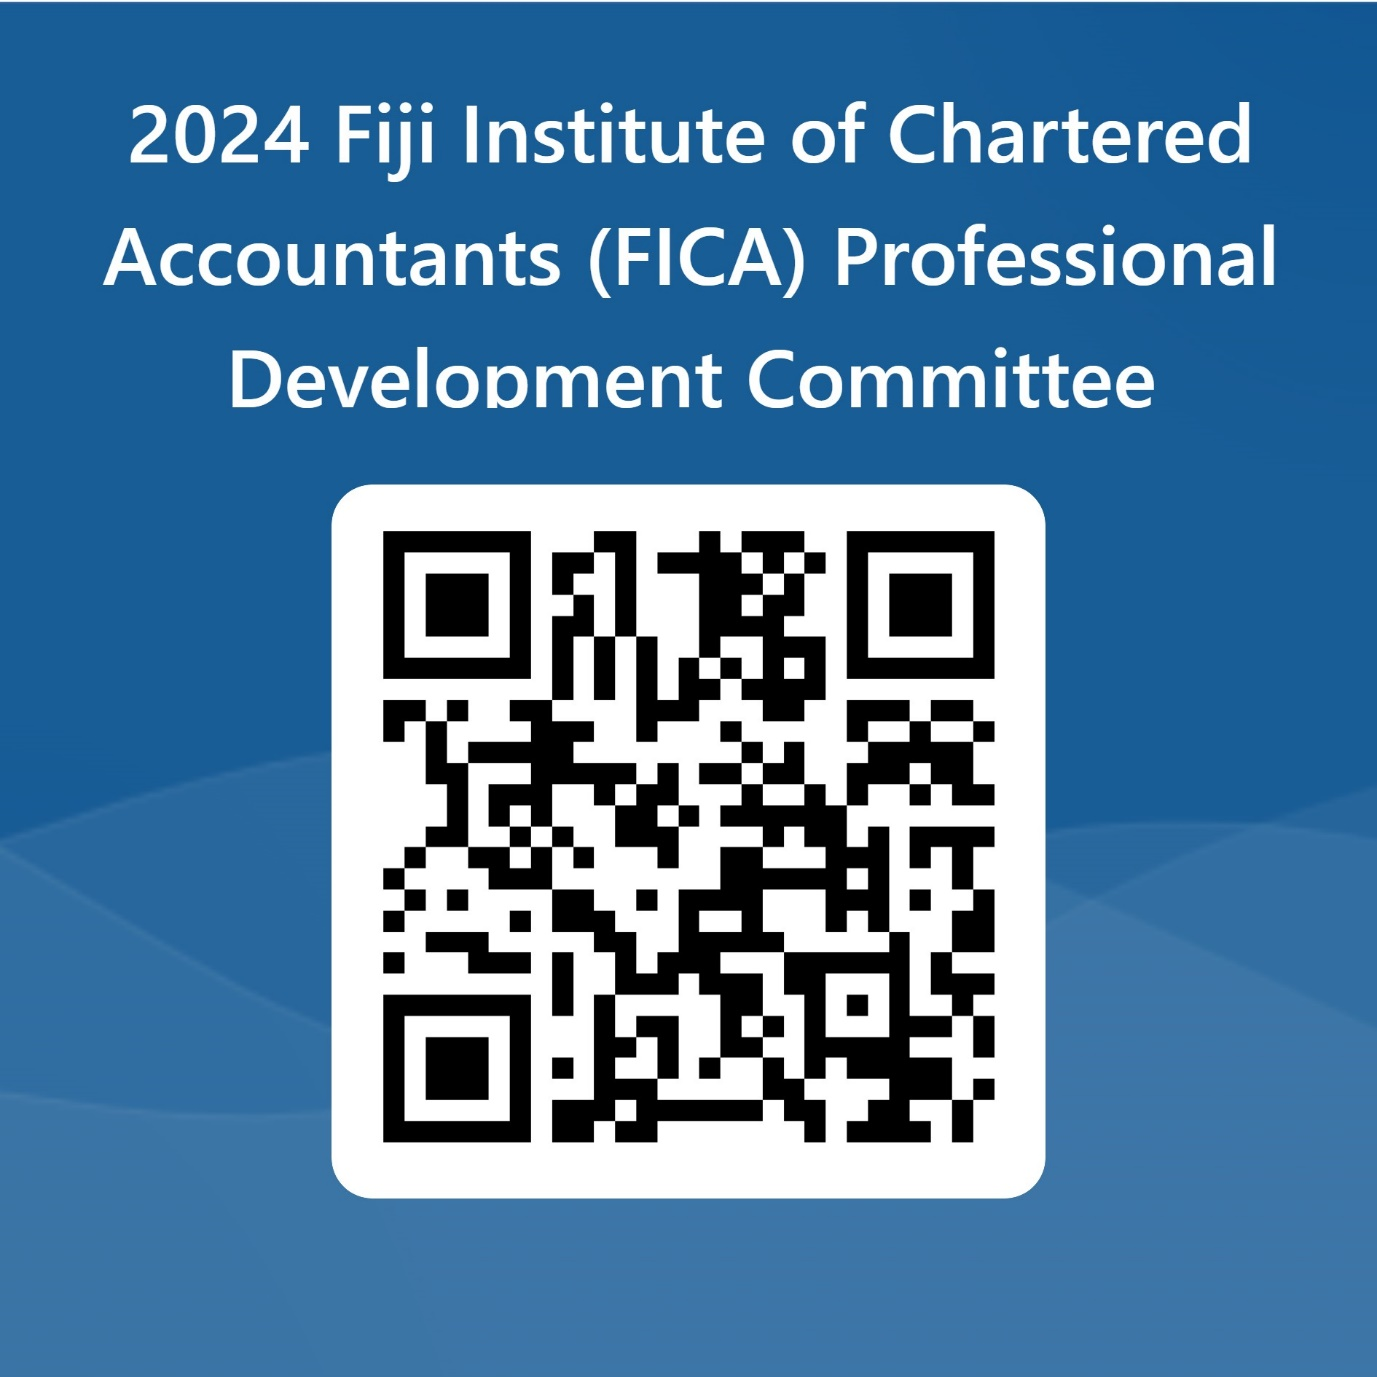 2024 Fiji Institute of Chartered
Accountants (FICA) Professional
Development Committee